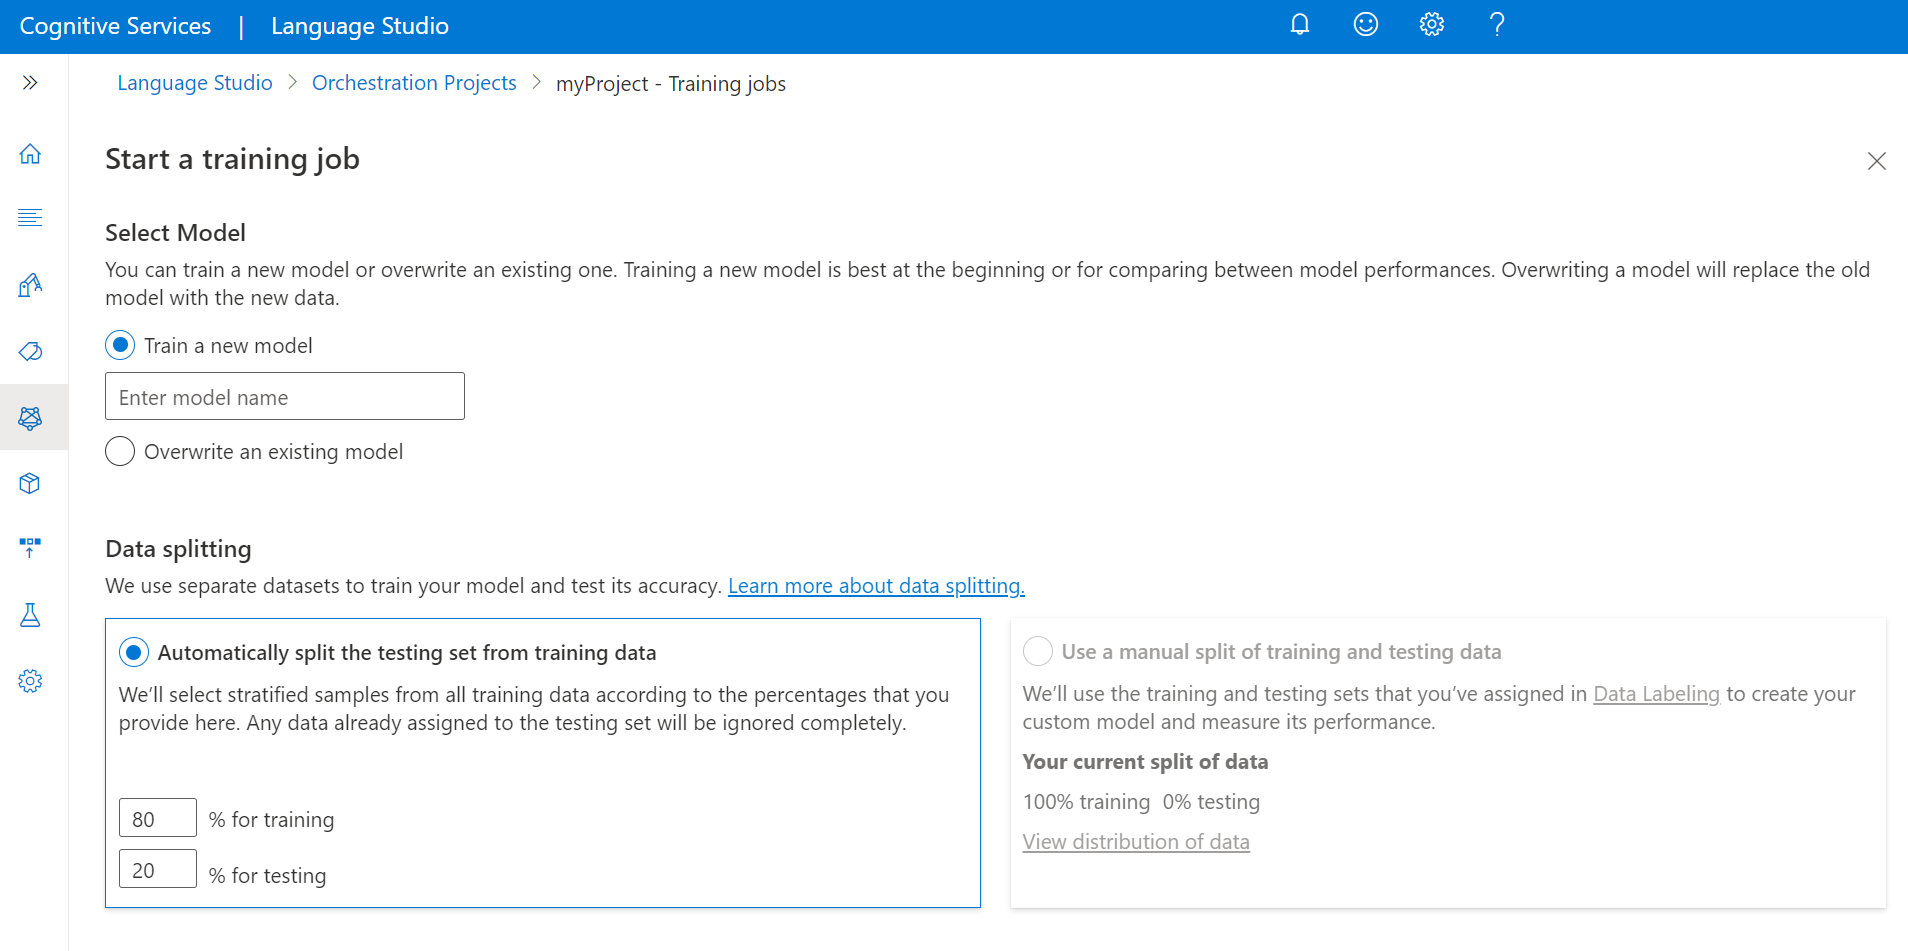 Cognitive Services | Language Studio
Language Studio > Orchestration Projects > myProject - Training jobs
Start a training job
Select Model
You can train a new model or overwrite an existing one. Training a new model is best at the beginning or for comparing between model performances. Overwriting a model will replace the old
model with the new data.
Train a new model
Enter model name
Overwrite an existing model
Data splitting
We use separate datasets to train your model and test its accuracy. Learn more about data splitting.
Automatically split the testing set from training data
We'll select stratified samples from all training data according to the percentages that you
provide here. Any data already assigned to the testing set will be ignored completely.
80 % for training
20 % for testing
Use a manual split of training and testing data
We'll use the training and testing sets that you've assigned in Data Labeling to create your
custom model and measure its performance.
Your current split of data
100% training 0% testing
View distribution of data